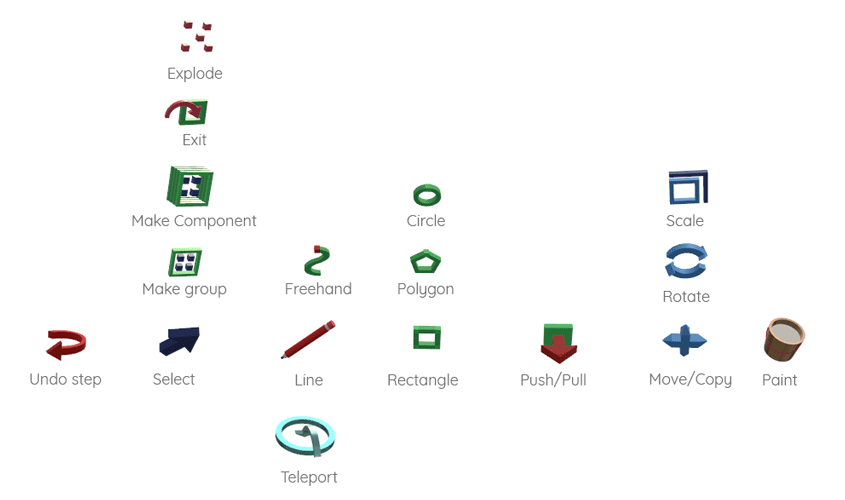 Explode
Exit
Make Component
Circle
Scale
Make group
Freehand
Polygon
Rotate
Undo step
Select
Line
Rectangle
Push/Pull
Move/Copy
Paint
Teleport